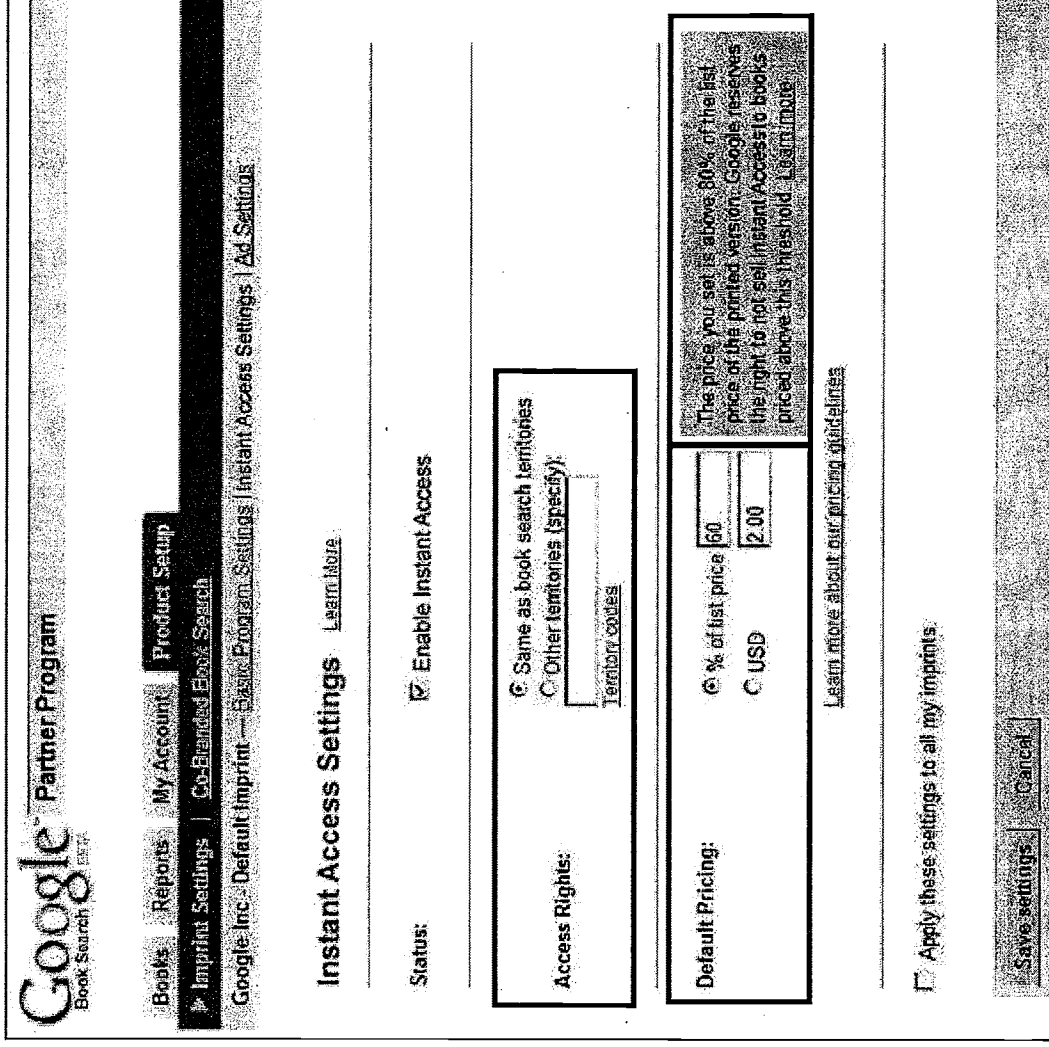 Google™ Partner Program
Book Search BETA
Books Reports My Account Product Setup
Imprint Settings | Co-Branded Book Search
Google Inc - Default Imprint — Basic Program Settings | Instant Access Settings | Ad Settings
Instant Access Settings Learn More
Status: Enable Instant Access
Access Rights: Same as book search territories
Other territories (specify):
Territory codes
Default Pricing: % of list price 60
USD 2.00
The price you set is above 80% of the list
price of the printed version. Google reserves
the right to not sell Instant Access to books
priced above this threshold. Learn more
Learn more about our pricing guidelines
Apply these settings to all my imprints
Save settings Cancel